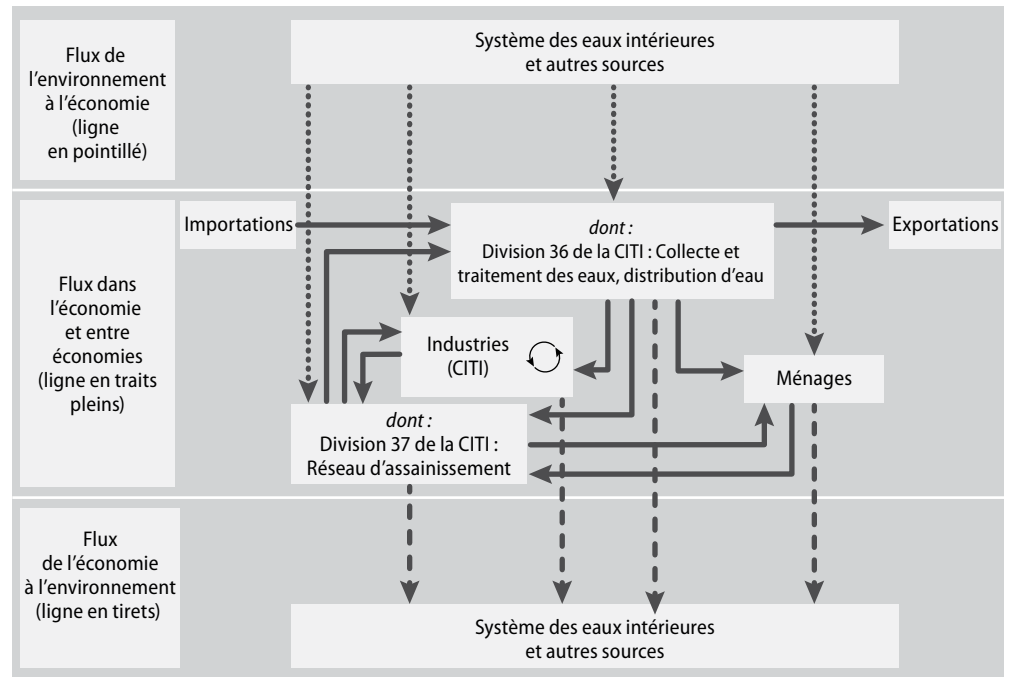 Flux de
l'environnement
à l'économie
(ligne
en pointillé)
Système des eaux intérieures
et autres sources
Flux dans
l'économie
et entre
économies
(ligne en traits
pleins)
Importations
dont :
Division 36 de la CITI : Collecte et
traitement des eaux, distribution d'eau
Exportations
Industries
(CITI)
Ménages
dont :
Division 37 de la CITI :
Réseau d'assainissement
Flux
de l'économie
à l'environnement
(ligne en tirets)
Système des eaux intérieures
et autres sources